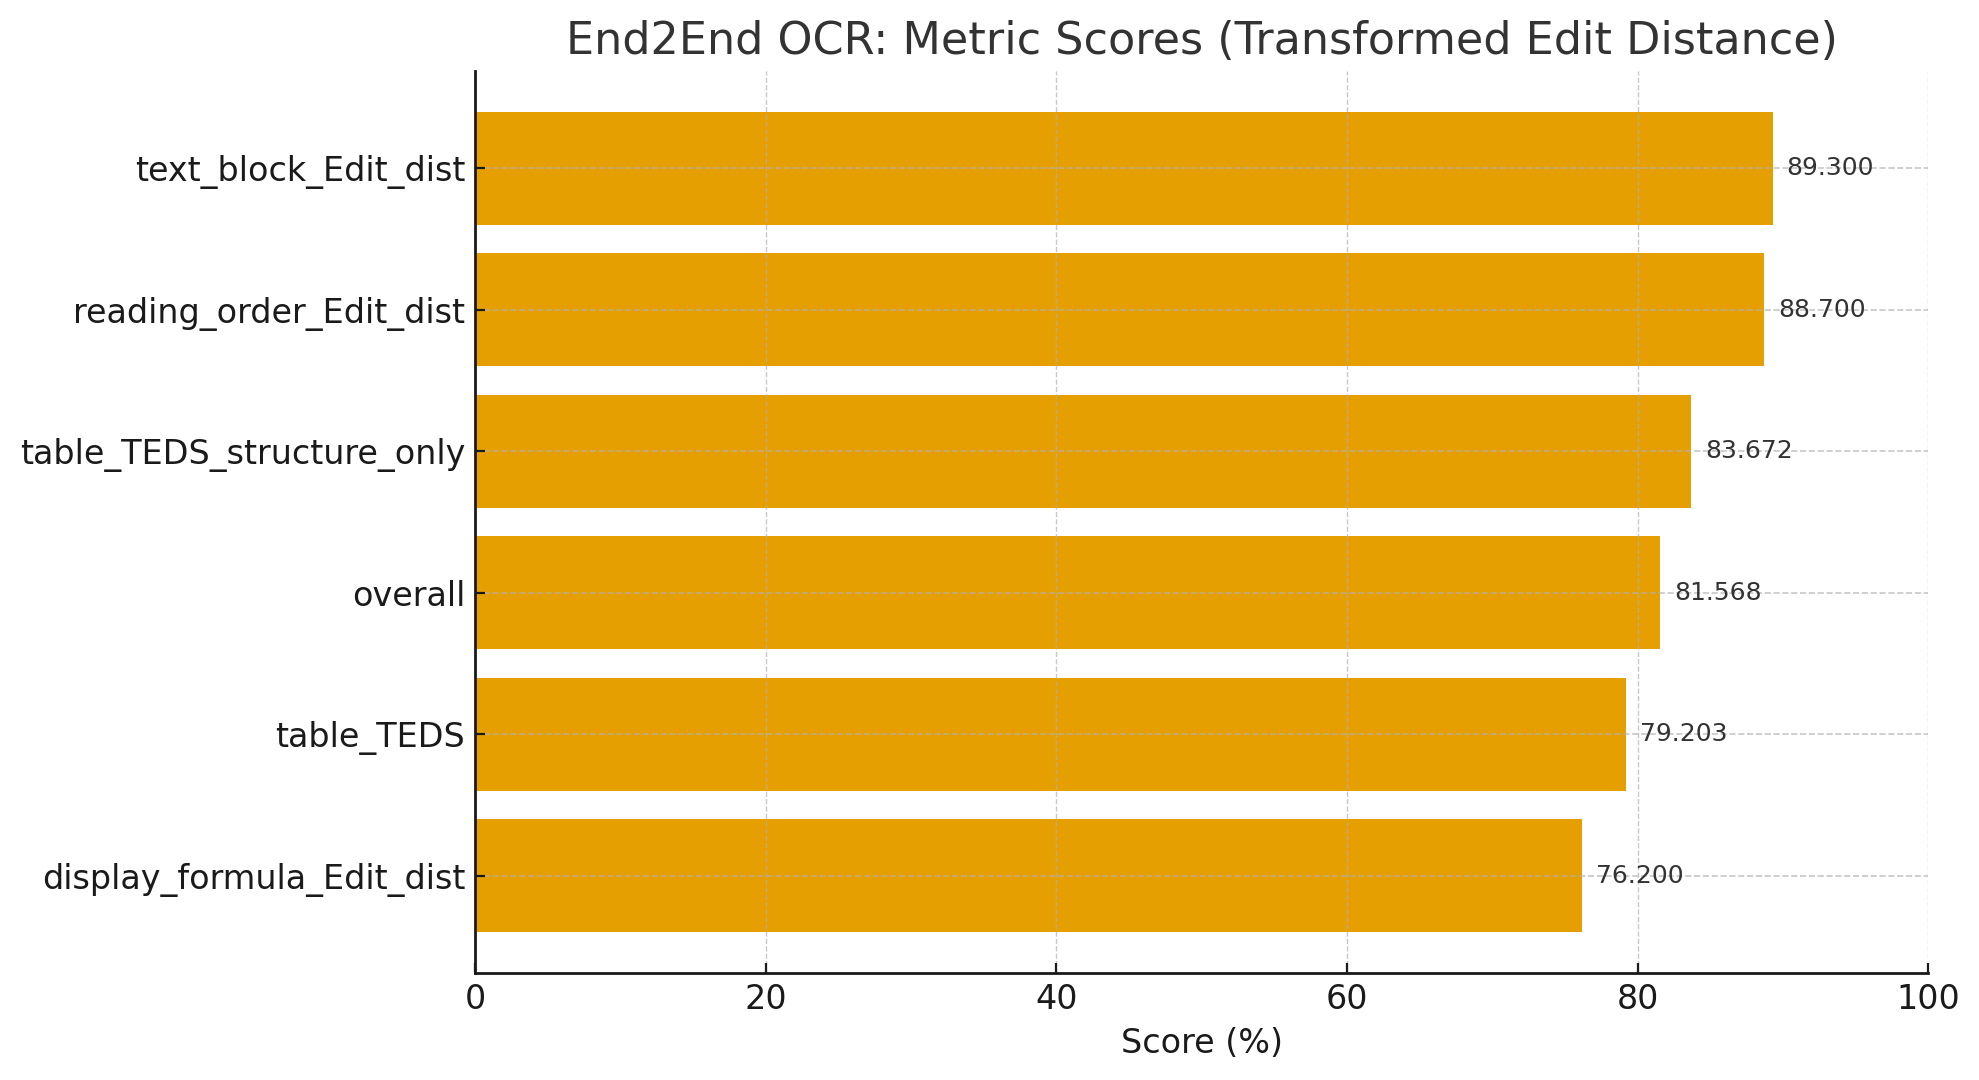 End2End OCR: Metric Scores (Transformed Edit Distance)
text_block_Edit_dist 89.300
reading_order_Edit_dist 88.700
table_TEDS_structure_only 83.672
overall 81.568
table_TEDS 79.203
display_formula_Edit_dist 76.200
0 20 40 60 80 100
Score (%)